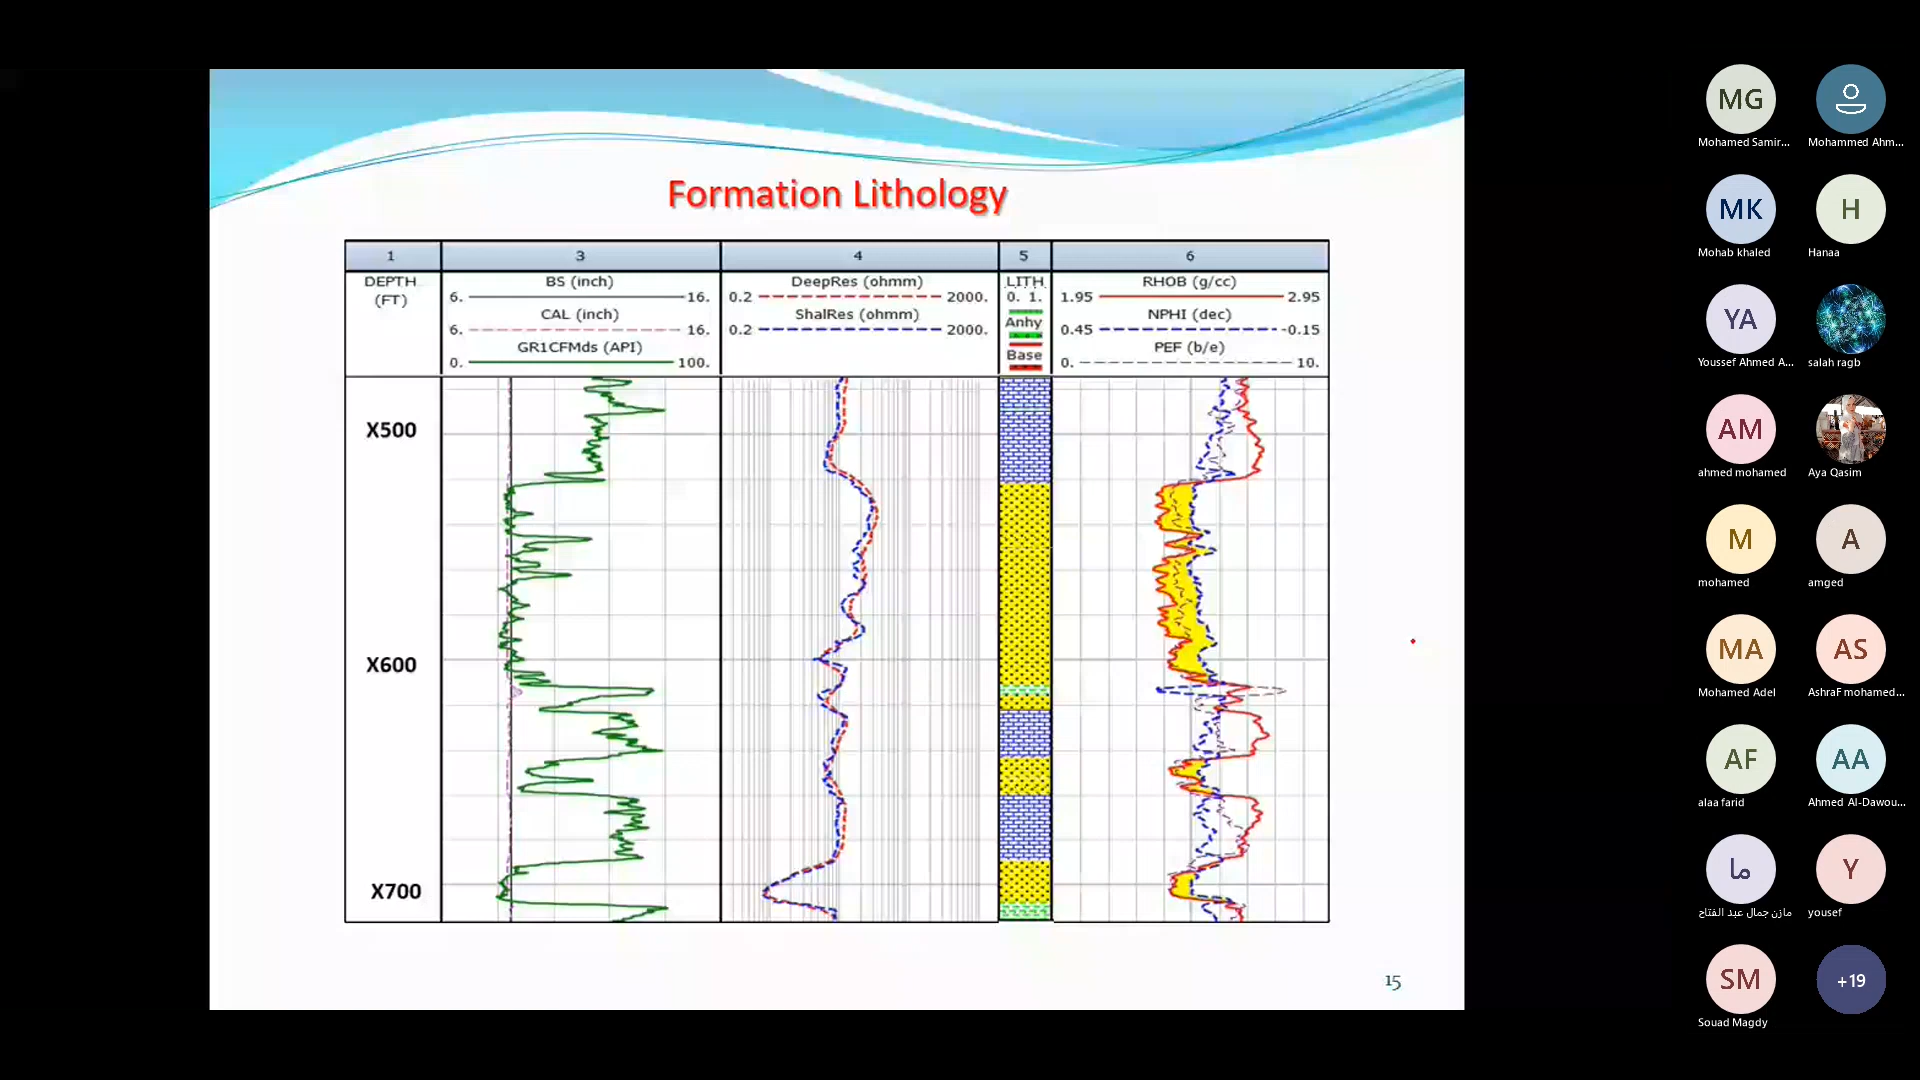 Formation Lithology
1 3 4 5 6
DEPTH
(FT)
BS (inch)
6. 16.
CAL (inch)
6. 16.
GR1CFMds (API)
0. 100.
DeepRes (ohmm)
0.2 2000.
ShalRes (ohmm)
0.2 2000.
LITH.
0. 1.
Anhy
Base
RHOB (g/cc)
1.95 2.95
NPHI (dec)
0.45 -0.15
PEF (b/e)
0. 10.
X500
X600
X700
15
MG
Mohamed Samir...
Mohammed Ahm...
MK
Mohab khaled
H
Hanaa
YA
Youssef Ahmed A...
salah ragb
AM
ahmed mohamed
Aya Qasim
M
mohamed
A
amged
MA
Mohamed Adel
AS
AshraF mohamed...
AF
alaa farid
AA
Ahmed Al-Dawou...
ما
مازن جمال عبد الفتاح
Y
yousef
SM
Souad Magdy
+19